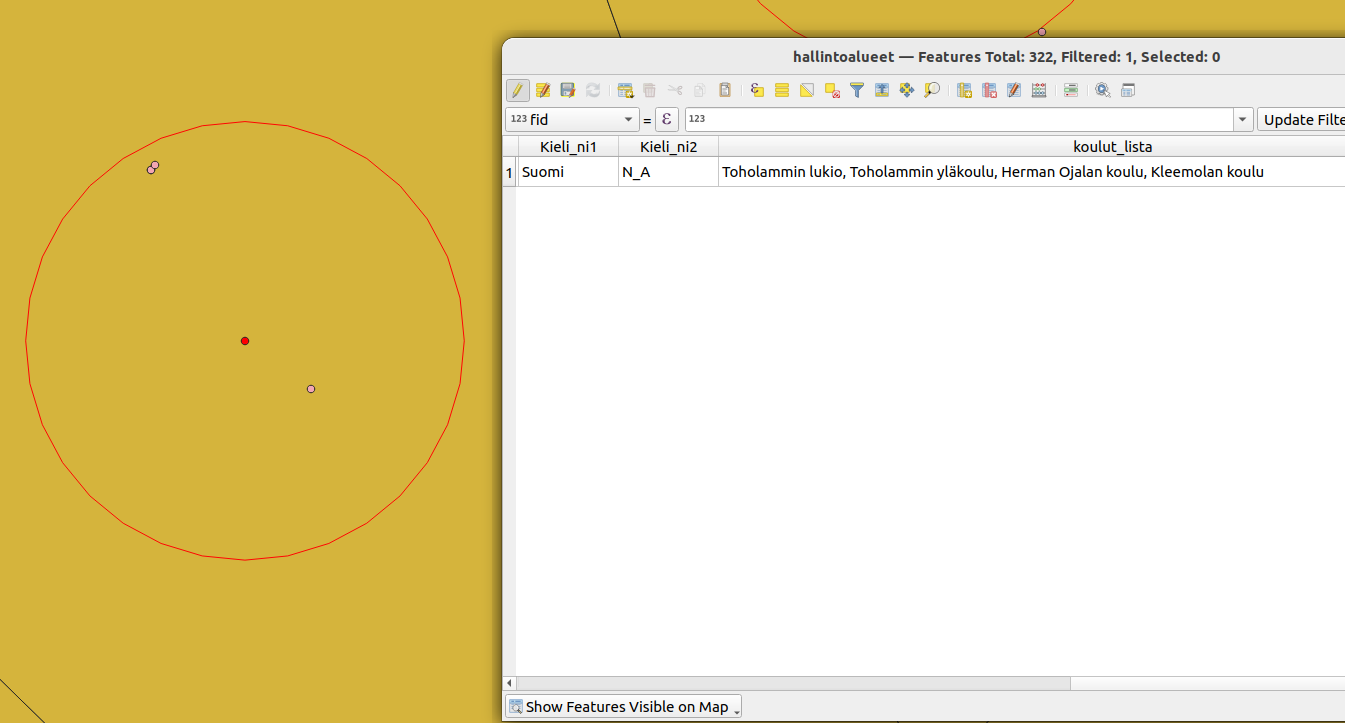 hallintoalueet — Features Total: 322, Filtered: 1, Selected: 0
123 fid = ε 123 Update Filte
Kieli_ni1 Kieli_ni2 koulut_lista
1 Suomi N_A Toholammin lukio, Toholammin yläkoulu, Herman Ojalan koulu, Kleemolan koulu
Show Features Visible on Map